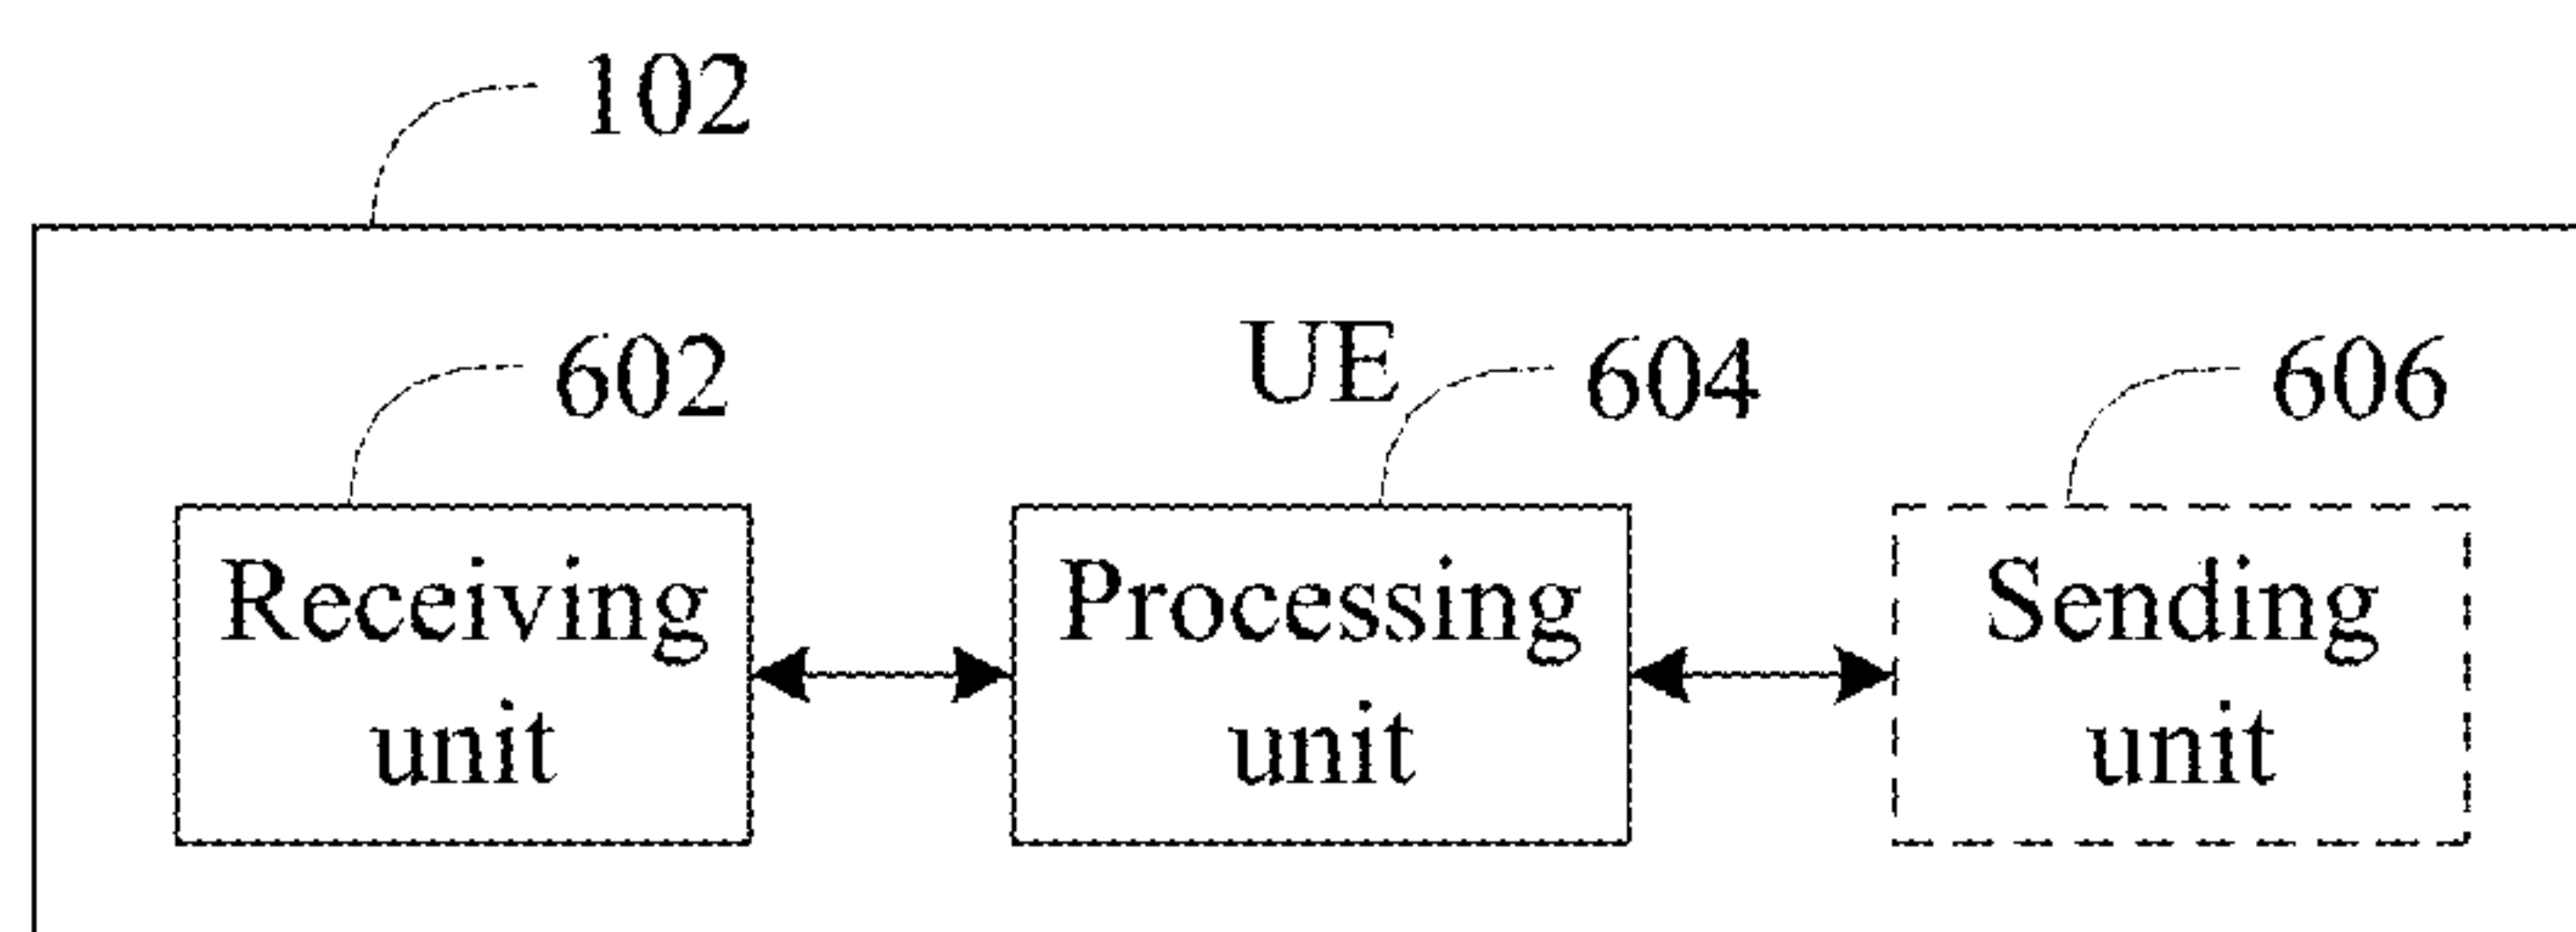 102
UE
602
604
606
Receiving
unit
Processing
unit
Sending
unit